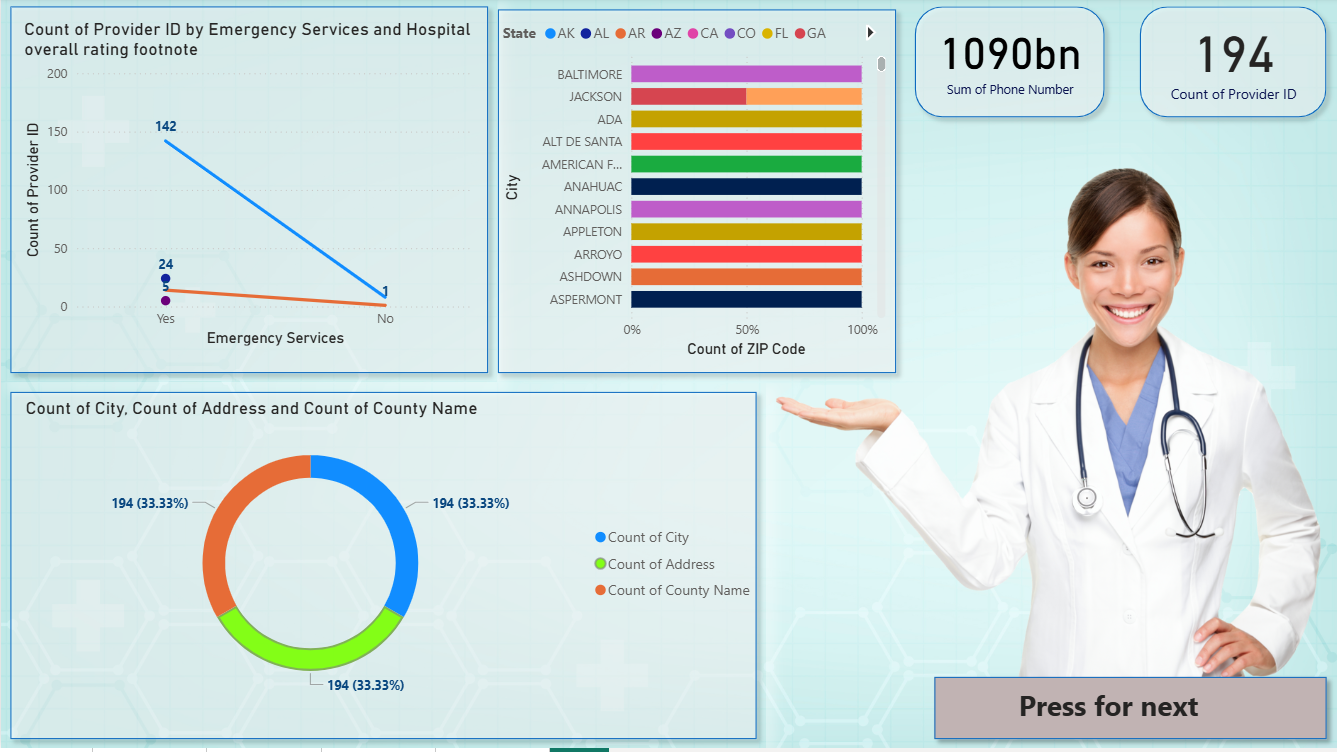 Count of Provider ID by Emergency Services and Hospital
overall rating footnote
Count of Provider ID
200
150
100
50
0
142
24
5
1
Yes
No
Emergency Services
State AK AL AR AZ CA CO FL GA
City
BALTIMORE
JACKSON
ADA
ALT DE SANTA
AMERICAN F...
ANAHUAC
ANNAPOLIS
APPLETON
ARROYO
ASHDOWN
ASPERMONT
0% 50% 100%
Count of ZIP Code
1090bn
Sum of Phone Number
194
Count of Provider ID
Count of City, Count of Address and Count of County Name
194 (33.33%)
194 (33.33%)
194 (33.33%)
Count of City
Count of Address
Count of County Name
Press for next